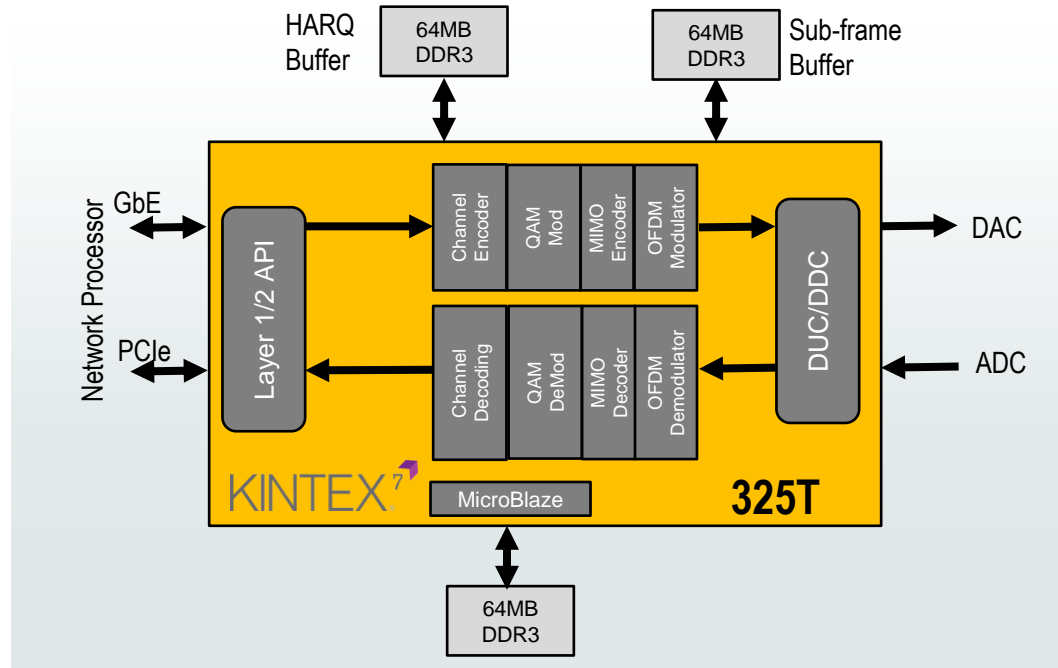 HARQ
Buffer
64MB
DDR3
64MB
DDR3
Sub-frame
Buffer
Network Processor
GbE
PCIe
Layer 1/2 API
Channel
Encoder
QAM
Mod
MIMO
Encoder
OFDM
Modulator
Channel
Decoding
QAM
DeMod
MIMO
Decoder
OFDM
Demodulator
DUC/DDC
DAC
ADC
KINTEX 7
MicroBlaze
325T
64MB
DDR3